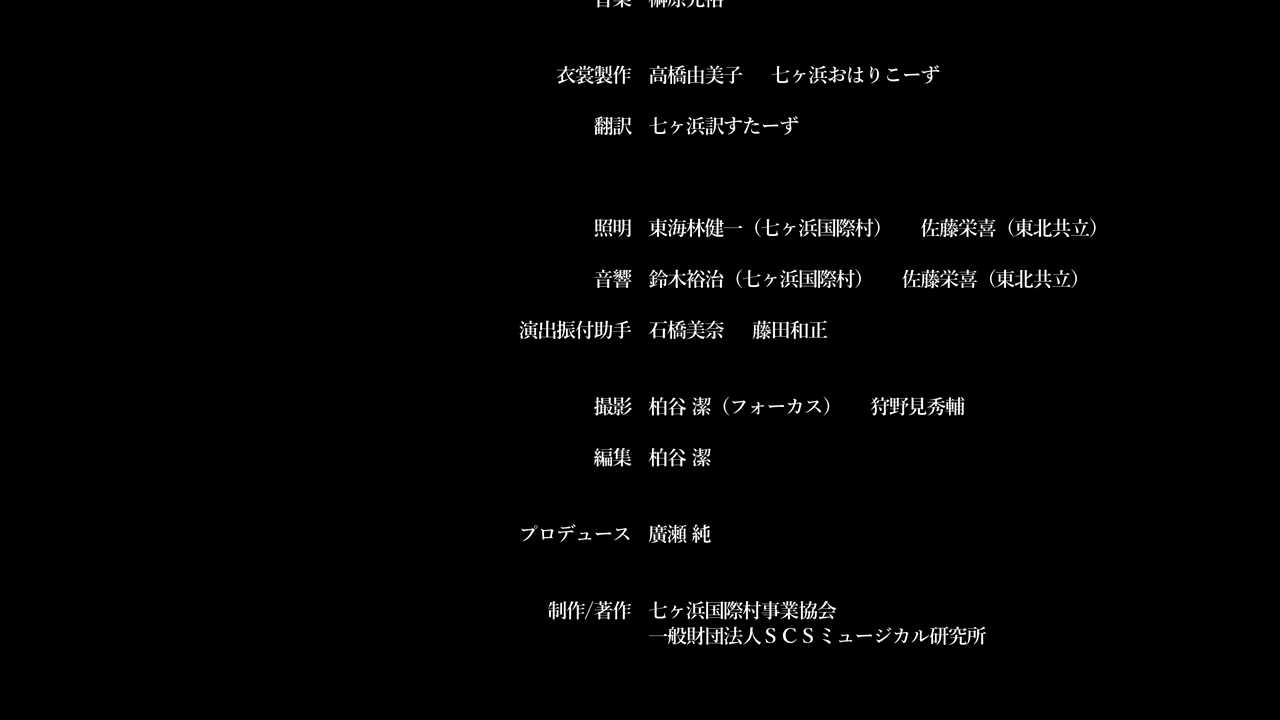 衣裳製作 高橋由美子 七ヶ浜おはりこーず
翻訳 七ヶ浜訳すたーず
照明 東海林健一（七ヶ浜国際村） 佐藤栄喜（東北共立）
音響 鈴木裕治（七ヶ浜国際村） 佐藤栄喜（東北共立）
演出振付助手 石橋美奈 藤田和正
撮影 柏谷 潔（フォーカス） 狩野見秀輔
編集 柏谷 潔
プロデュース 廣瀬 純
制作/著作 七ヶ浜国際村事業協会
一般財団法人ＳＣＳミュージカル研究所